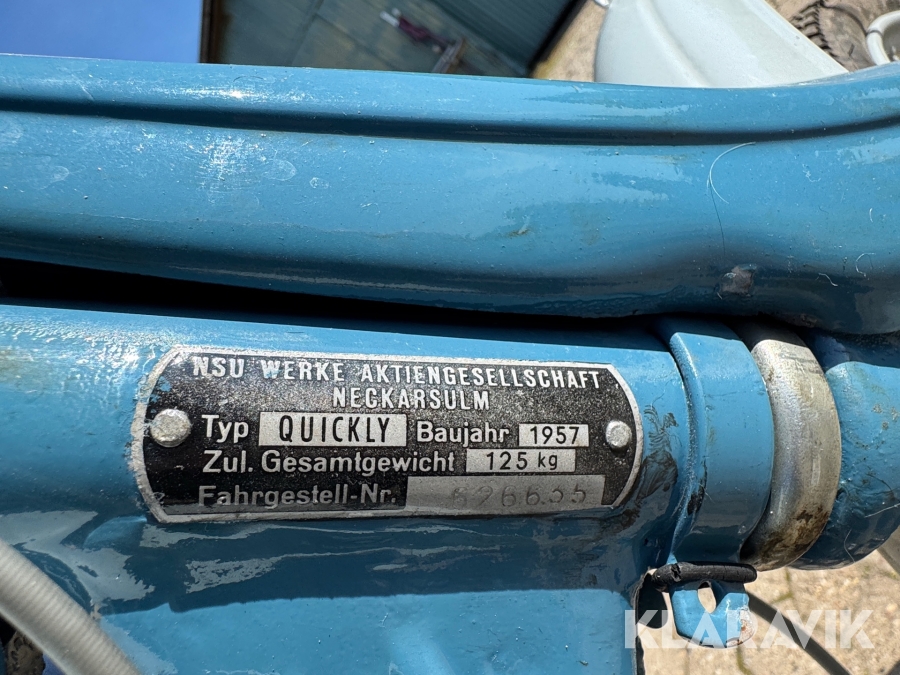 NSU WERKE AKTIENGESELLSCHAFT
NECKARSULM
Typ QUICKLY Baujahr 1957
Zul. Gesamtgewicht 125 kg
Fahrgestell-Nr.
KLARAVIK